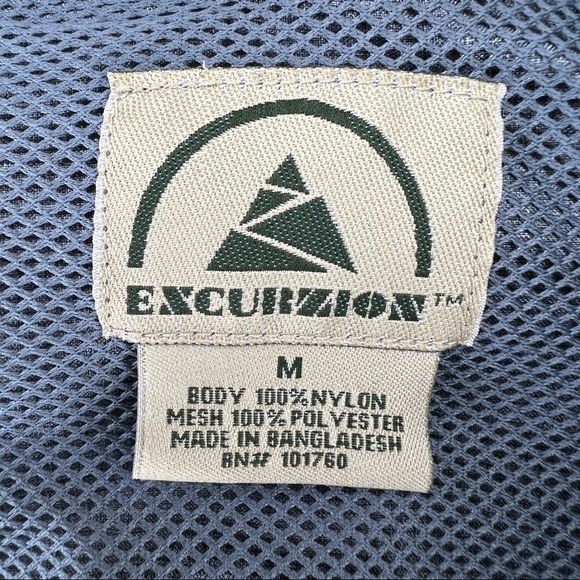 EXCURZION™
M
BODY 100% NYLON
MESH 100% POLYESTER
MADE IN BANGLADESH
RN# 101760